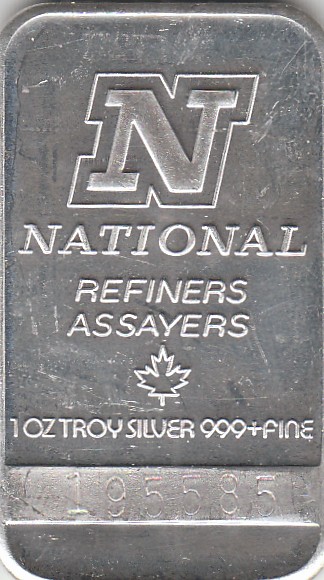 N
NATIONAL
REFINERS
ASSAYERS
1 OZ TROY SILVER 999+FINE
195585